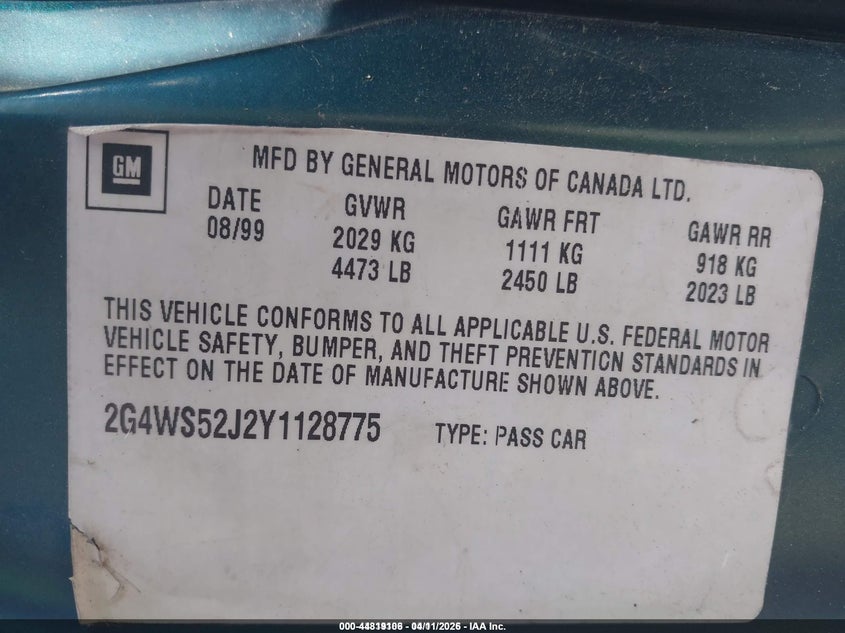 GM
MFD BY GENERAL MOTORS OF CANADA LTD.
DATE GVWR GAWR FRT GAWR RR
08/99 2029 KG 1111 KG 918 KG
4473 LB 2450 LB 2023 LB
THIS VEHICLE CONFORMS TO ALL APPLICABLE U.S. FEDERAL MOTOR
VEHICLE SAFETY, BUMPER, AND THEFT PREVENTION STANDARDS IN
EFFECT ON THE DATE OF MANUFACTURE SHOWN ABOVE.
2G4WS52J2Y1128775 TYPE: PASS CAR
- IAA Inc.